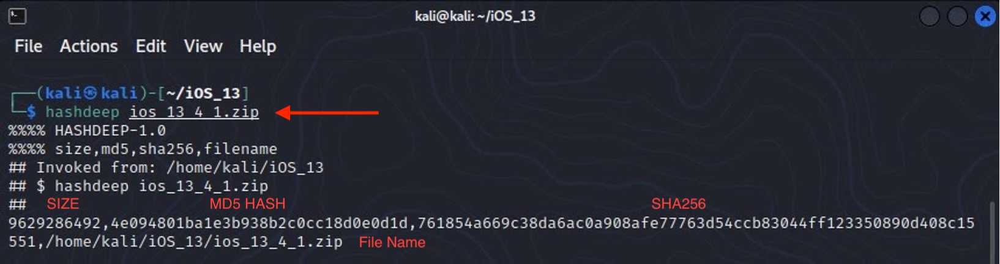 kali@kali: ~/iOS_13
File Actions Edit View Help
┌──(kali㉿kali)-[~/iOS_13]
└─$ hashdeep ios_13_4_1.zip
%%%% HASHDEEP-1.0
%%%% size,md5,sha256,filename
## Invoked from: /home/kali/iOS_13
## $ hashdeep ios_13_4_1.zip
## SIZE MD5 HASH SHA256
9629286492,4e094801ba1e3b938b2c0cc18d0e0d1d,761854a669c38da6ac0a908afe77763d54ccb83044ff123350890d408c15
551,/home/kali/iOS_13/ios_13_4_1.zip File Name